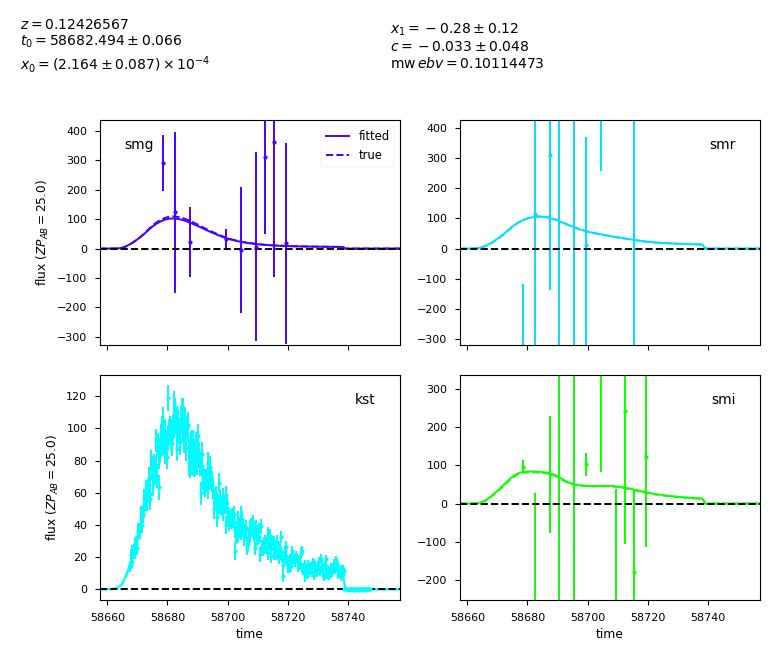 z = 0.12426567
t₀ = 58682.494 ± 0.066
x₀ = (2.164 ± 0.087) × 10⁻⁴
x₁ = −0.28 ± 0.12
c = −0.033 ± 0.048
mw ebv = 0.10114473
smg
fitted
true
400
300
200
100
0
−100
−200
−300
flux (ZP_AB = 25.0)
smr
400
300
200
100
0
−100
−200
−300
kst
120
100
80
60
40
20
0
flux (ZP_AB = 25.0)
58660 58680 58700 58720 58740
time
smi
300
200
100
0
−100
−200
58660 58680 58700 58720 58740
time